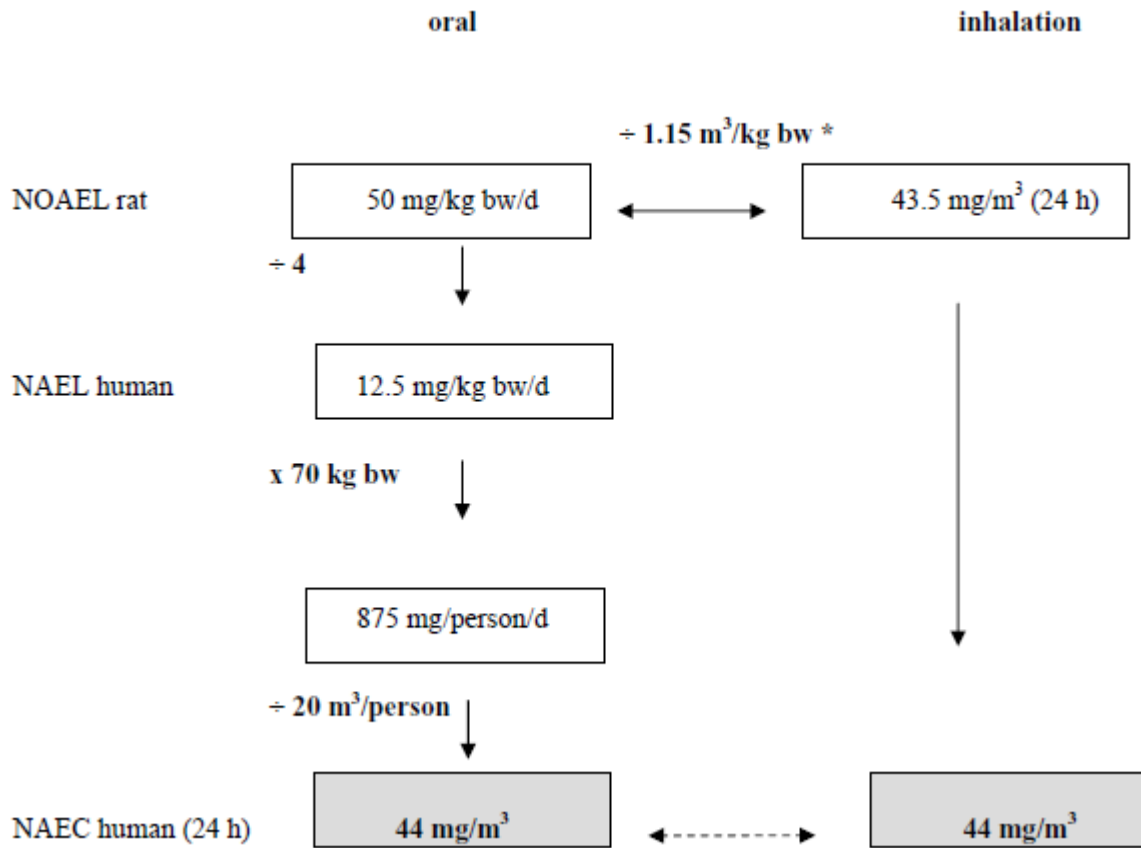 oral inhalation
÷ 1.15 m³/kg bw *
NOAEL rat 50 mg/kg bw/d 43.5 mg/m³ (24 h)
÷ 4
NAEL human 12.5 mg/kg bw/d
x 70 kg bw
875 mg/person/d
÷ 20 m³/person
NAEC human (24 h) 44 mg/m³ 44 mg/m³